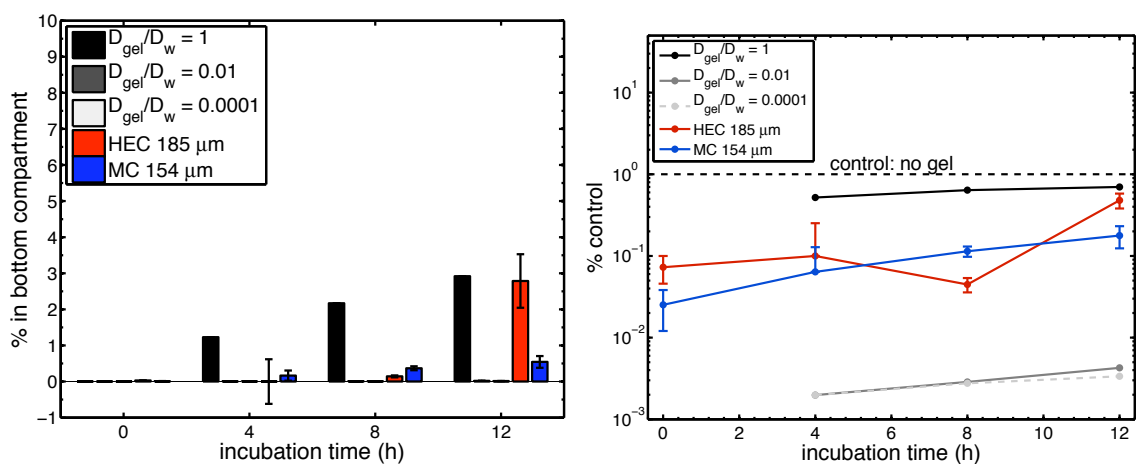 10
9
8
7
6
5
4
3
2
1
0
-1
% in bottom compartment
D_gel/D_w = 1
D_gel/D_w = 0.01
D_gel/D_w = 0.0001
HEC 185 μm
MC 154 μm
0 4 8 12
incubation time (h)
10^1
10^0
10^-1
10^-2
10^-3
% control
D_gel/D_w = 1
D_gel/D_w = 0.01
D_gel/D_w = 0.0001
HEC 185 μm
MC 154 μm
control: no gel
0 2 4 6 8 10 12
incubation time (h)